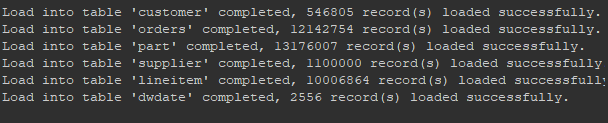 Load into table 'customer' completed, 546805 record(s) loaded successfully.
Load into table 'orders' completed, 12142754 record(s) loaded successfully.
Load into table 'part' completed, 13176007 record(s) loaded successfully.
Load into table 'supplier' completed, 1100000 record(s) loaded successfully
Load into table 'lineitem' completed, 10006864 record(s) loaded successfully
Load into table 'dwdate' completed, 2556 record(s) loaded successfully.